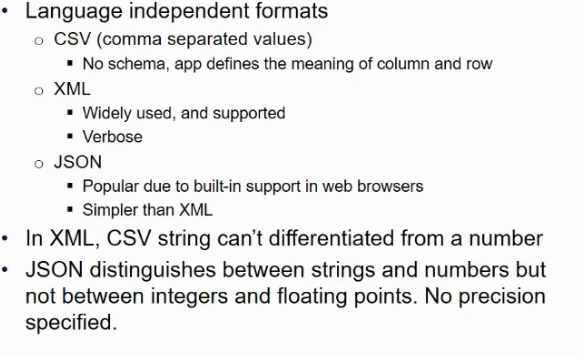 • Language independent formats
o CSV (comma separated values)
▪ No schema, app defines the meaning of column and row
o XML
▪ Widely used, and supported
▪ Verbose
o JSON
▪ Popular due to built-in support in web browsers
▪ Simpler than XML
• In XML, CSV string can't differentiated from a number
• JSON distinguishes between strings and numbers but
not between integers and floating points. No precision
specified.